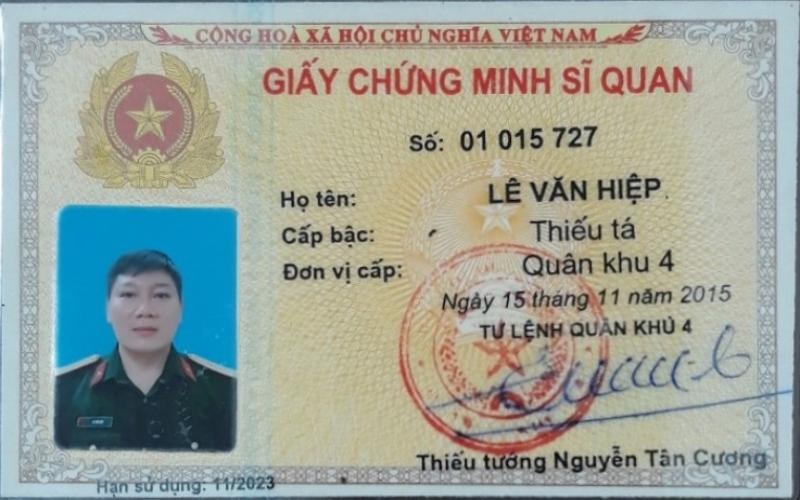 CỘNG HOÀ XÃ HỘI CHỦ NGHĨA VIỆT NAM
GIẤY CHỨNG MINH SĨ QUAN
Số: 01 015 727
Họ tên: LÊ VĂN HIỆP
Cấp bậc: Thiếu tá
Đơn vị cấp: Quân khu 4
Ngày 15 tháng 11 năm 2015
TƯ LỆNH QUÂN KHU 4
Thiếu tướng Nguyễn Tân Cương
Hạn sử dụng: 11/2023